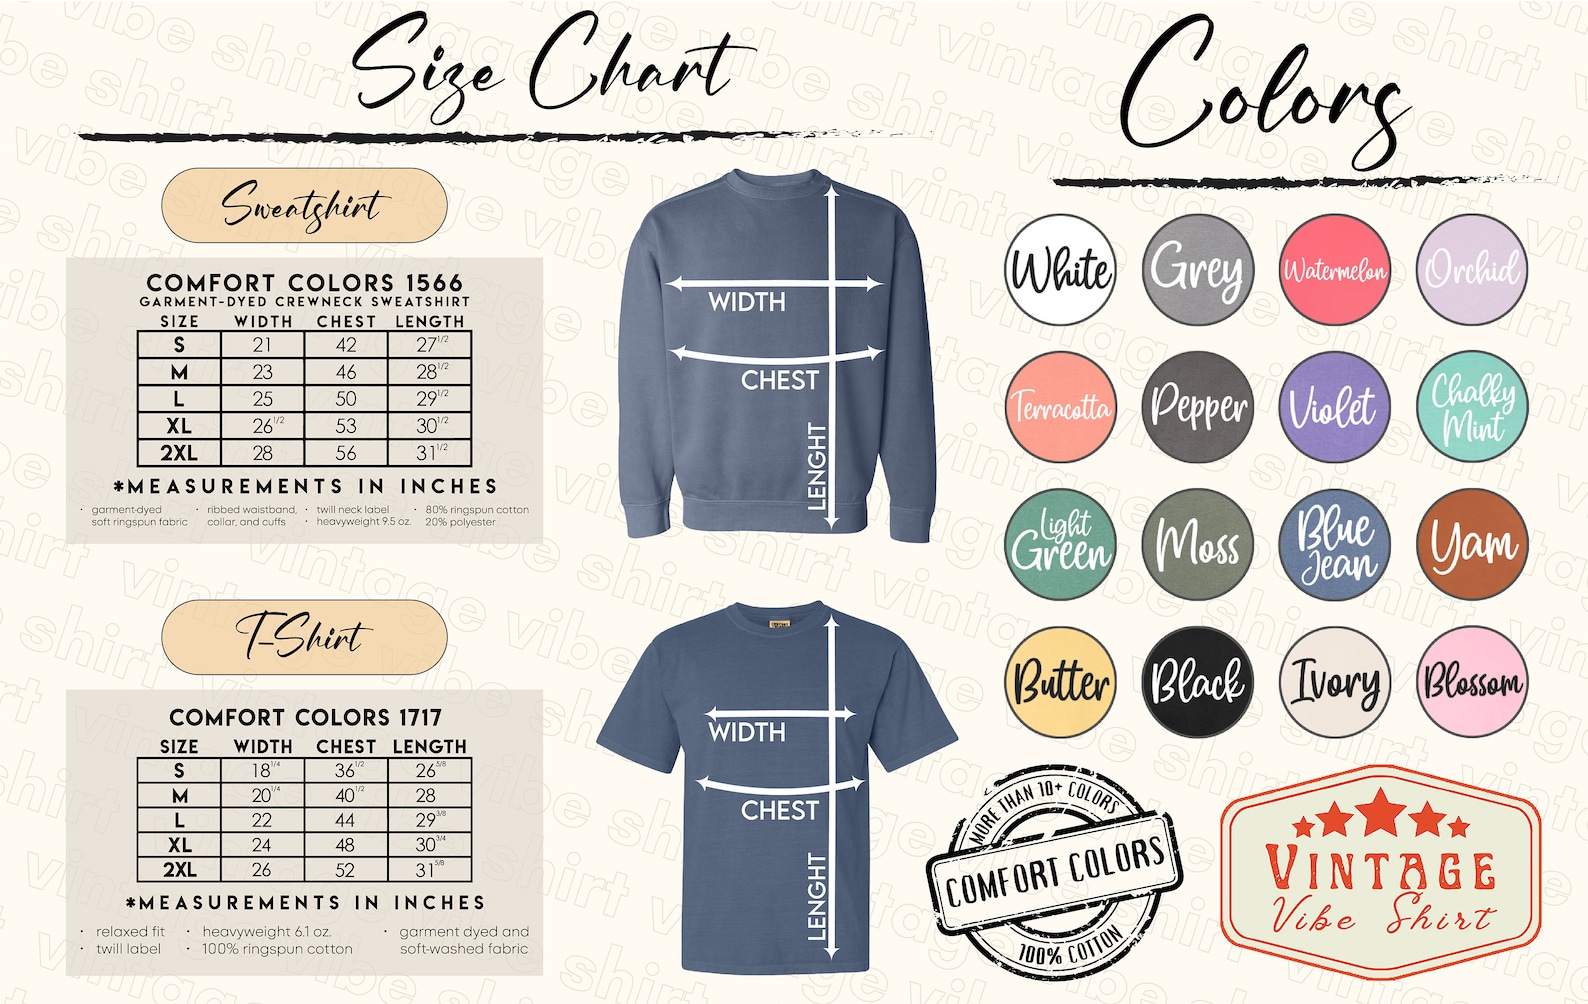 Size Chart
Sweatshirt
COMFORT COLORS 1566
GARMENT-DYED CREWNECK SWEATSHIRT
SIZE WIDTH CHEST LENGTH
S 21 42 27 1/2
M 23 46 28 1/2
L 25 50 29 1/2
XL 26 1/2 53 30 1/2
2XL 28 56 31 1/2
*MEASUREMENTS IN INCHES
• garment-dyed soft ringspun fabric
• ribbed waistband, collar, and cuffs
• twill neck label
• heavyweight 9.5 oz.
• 80% ringspun cotton 20% polyester
WIDTH
CHEST
LENGHT
T-Shirt
COMFORT COLORS 1717
SIZE WIDTH CHEST LENGTH
S 18 1/4 36 1/2 26 5/8
M 20 1/4 40 1/2 28
L 22 44 29 3/8
XL 24 48 30 3/4
2XL 26 52 31 5/8
*MEASUREMENTS IN INCHES
• relaxed fit
• twill label
• heavyweight 6.1 oz.
• 100% ringspun cotton
• garment dyed and soft-washed fabric
WIDTH
CHEST
LENGHT
Colors
White Grey Watermelon Orchid
Terracotta Pepper Violet Chalky Mint
Light Green Moss Blue Jean Yam
Butter Black Ivory Blossom
MORE THAN 10+ COLORS
COMFORT COLORS
100% COTTON
VINTAGE
Vibe Shirt
vintage vibe shirt